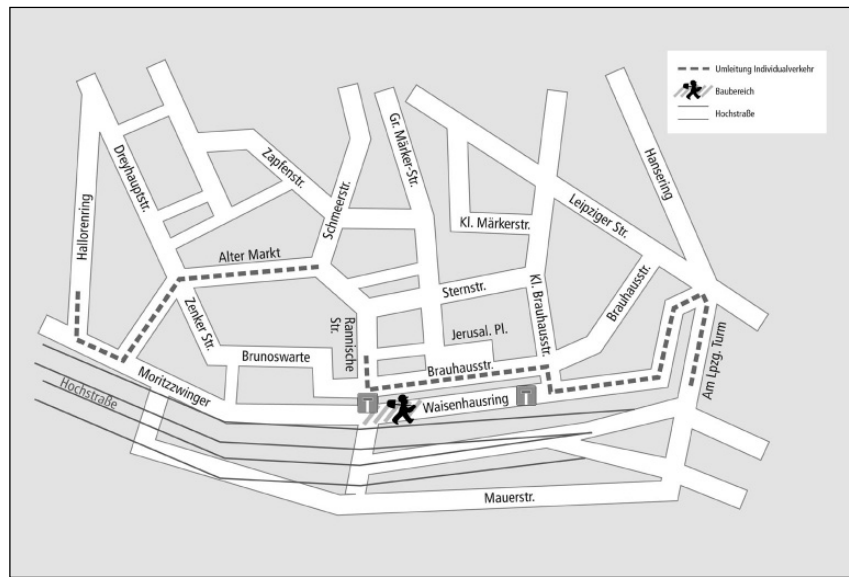 Umleitung Individualverkehr
Baubereich
Hochstraße
Hansering
Gr. Märker-Str.
Schmeerstr.
Zapfenstr.
Dreyhauptstr.
Hallorenring
Leipziger Str.
Kl. Märkerstr.
Alter Markt
Sternstr.
Kl. Brauhausstr.
Brauhausstr.
Zenker Str.
Rannische
Str.
Jerusal. Pl.
Brunoswarte
Brauhausstr.
Am Lpzg. Turm
Moritzzwinger
Hochstraße
Waisenhausring
Mauerstr.